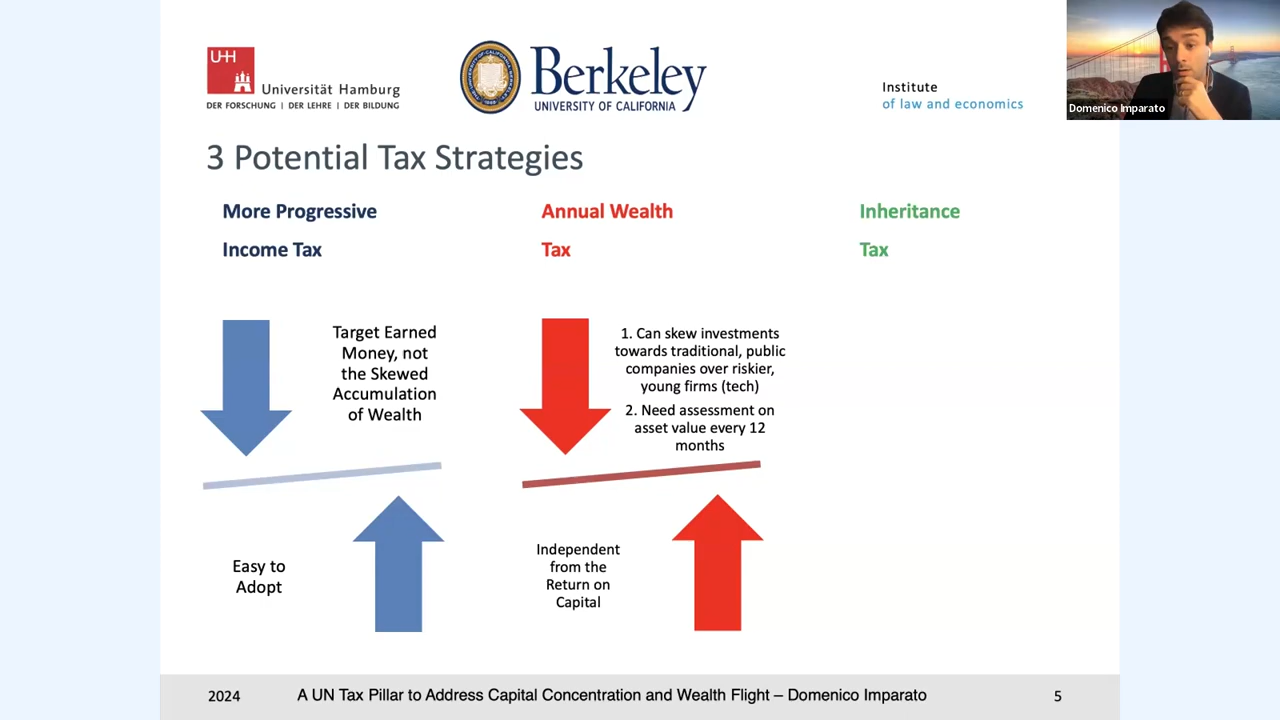 UHH
Universität Hamburg
DER FORSCHUNG | DER LEHRE | DER BILDUNG
Berkeley
UNIVERSITY OF CALIFORNIA
Institute
of law and economics
Domenico Imparato
3 Potential Tax Strategies
More Progressive
Income Tax
Annual Wealth
Tax
Inheritance
Tax
Target Earned
Money, not
the Skewed
Accumulation
of Wealth
Easy to
Adopt
1. Can skew investments
towards traditional, public
companies over riskier,
young firms (tech)
2. Need assessment on
asset value every 12
months
Independent
from the
Return on
Capital
2024
A UN Tax Pillar to Address Capital Concentration and Wealth Flight – Domenico Imparato
5